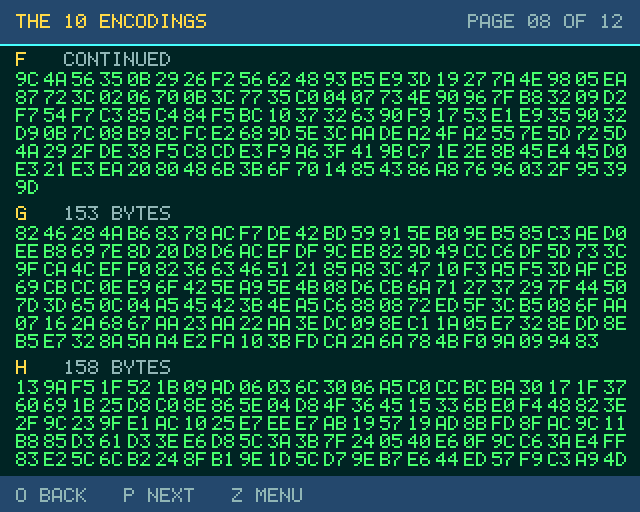 THE 10 ENCODINGS PAGE 08 OF 12
F CONTINUED
9C 4A 56 35 0B 29 26 F2 56 62 48 93 B5 E9 3D 19 27 7A 4E 98 05 EA
87 72 3C 02 06 70 0B 3C 77 35 C0 04 07 73 4E 90 96 7F B8 32 09 D2
F7 54 F7 C3 85 C4 84 F5 BC 10 37 32 63 90 F9 17 53 E1 E9 35 90 32
D9 0B 7C 08 B9 8C FC E2 68 9D 5E 3C AA DE A2 4F A2 55 7E 5D 72 5D
4A 29 2F DE 38 F5 C8 CD E3 F9 A6 3F 41 9B C7 1E 2E 8B 45 E4 45 D0
E3 21 E3 EA 20 80 48 6B 3B 6F 70 14 85 43 86 A8 76 96 03 2F 95 39
9D
G 153 BYTES
82 46 28 4A B6 83 78 AC F7 DE 42 BD 59 91 5E B0 9E B5 85 C3 AE D0
EE B8 69 7E 8D 20 D8 D6 AC EF DF 9C EB 82 9D 49 CC C6 DF 5D 73 3C
9F CA 4C EF F0 82 36 63 46 51 21 85 A8 3C 47 10 F3 A5 F5 3D AF CB
69 CB CC 0E E9 6F 42 5E A9 5E 4B 08 D6 CB 6A 71 27 37 29 7F 44 50
7D 3D 65 0C 04 A5 45 42 3B 4E A5 C6 88 08 72 ED 5F 3C B5 08 6F AA
07 16 2A 68 67 AA 23 AA 22 AA 3E DC 09 8E C1 1A 05 E7 32 8E DD 8E
B5 E7 32 8A 5A A4 E2 FA 10 3B FD CA 2A 6A 78 4B F0 9A 09 94 83
H 158 BYTES
13 9A F5 1F 52 1B 09 AD 06 03 6C 30 06 A5 C0 CC BC BA 30 17 1F 37
60 69 1B 25 D8 C0 8E 86 5E 04 D8 4F 36 45 15 33 6B E0 F4 48 82 3E
2F 9C 23 9F E1 AC 10 25 E7 EE E7 AB 19 57 19 AD 8B FD 8F AC 9C 11
B8 85 D3 61 D3 3E E6 D8 5C 3A 3B 7F 24 05 40 E6 0F 9C C6 3A E4 FF
83 E2 5C 6C B2 24 8F B1 9E 1D 5C D7 9E B7 E6 44 ED 57 F9 C3 A9 4D
O BACK P NEXT Z MENU